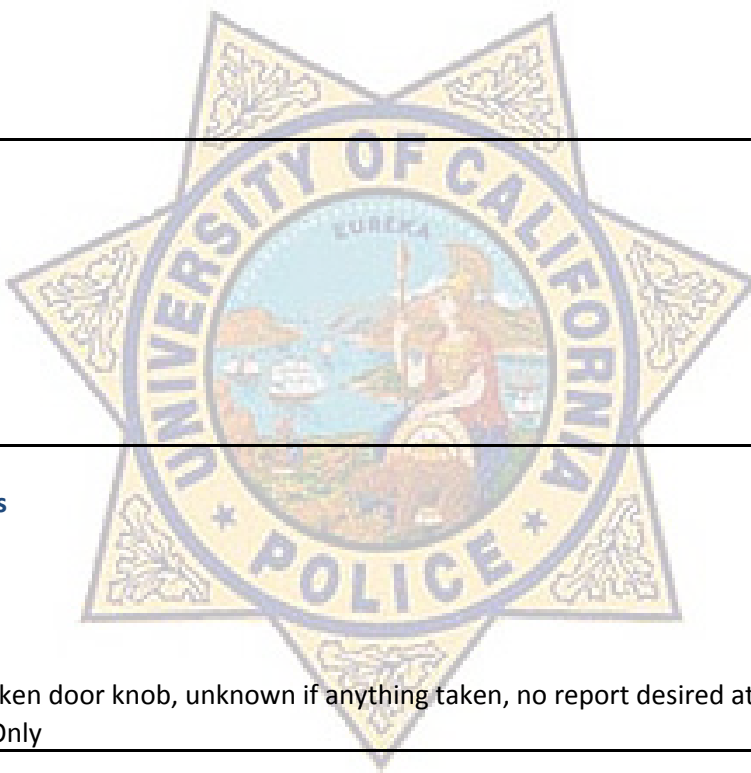 UNIVERSITY OF CALIFORNIA
EUREKA
POLICE
s
ken door knob, unknown if anything taken, no report desired at
Only